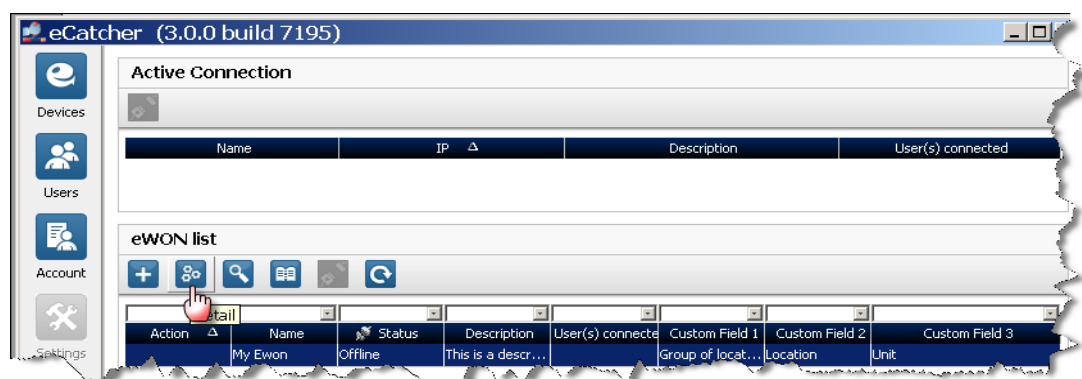 eCatcher (3.0.0 build 7195)
Active Connection
Devices
Name IP Description User(s) connected
Users
eWON list
Account
etail
Action Name Status Description User(s) connecte Custom Field 1 Custom Field 2 Custom Field 3
Settings
My Ewon Offline This is a descr... Group of locat... Location Unit